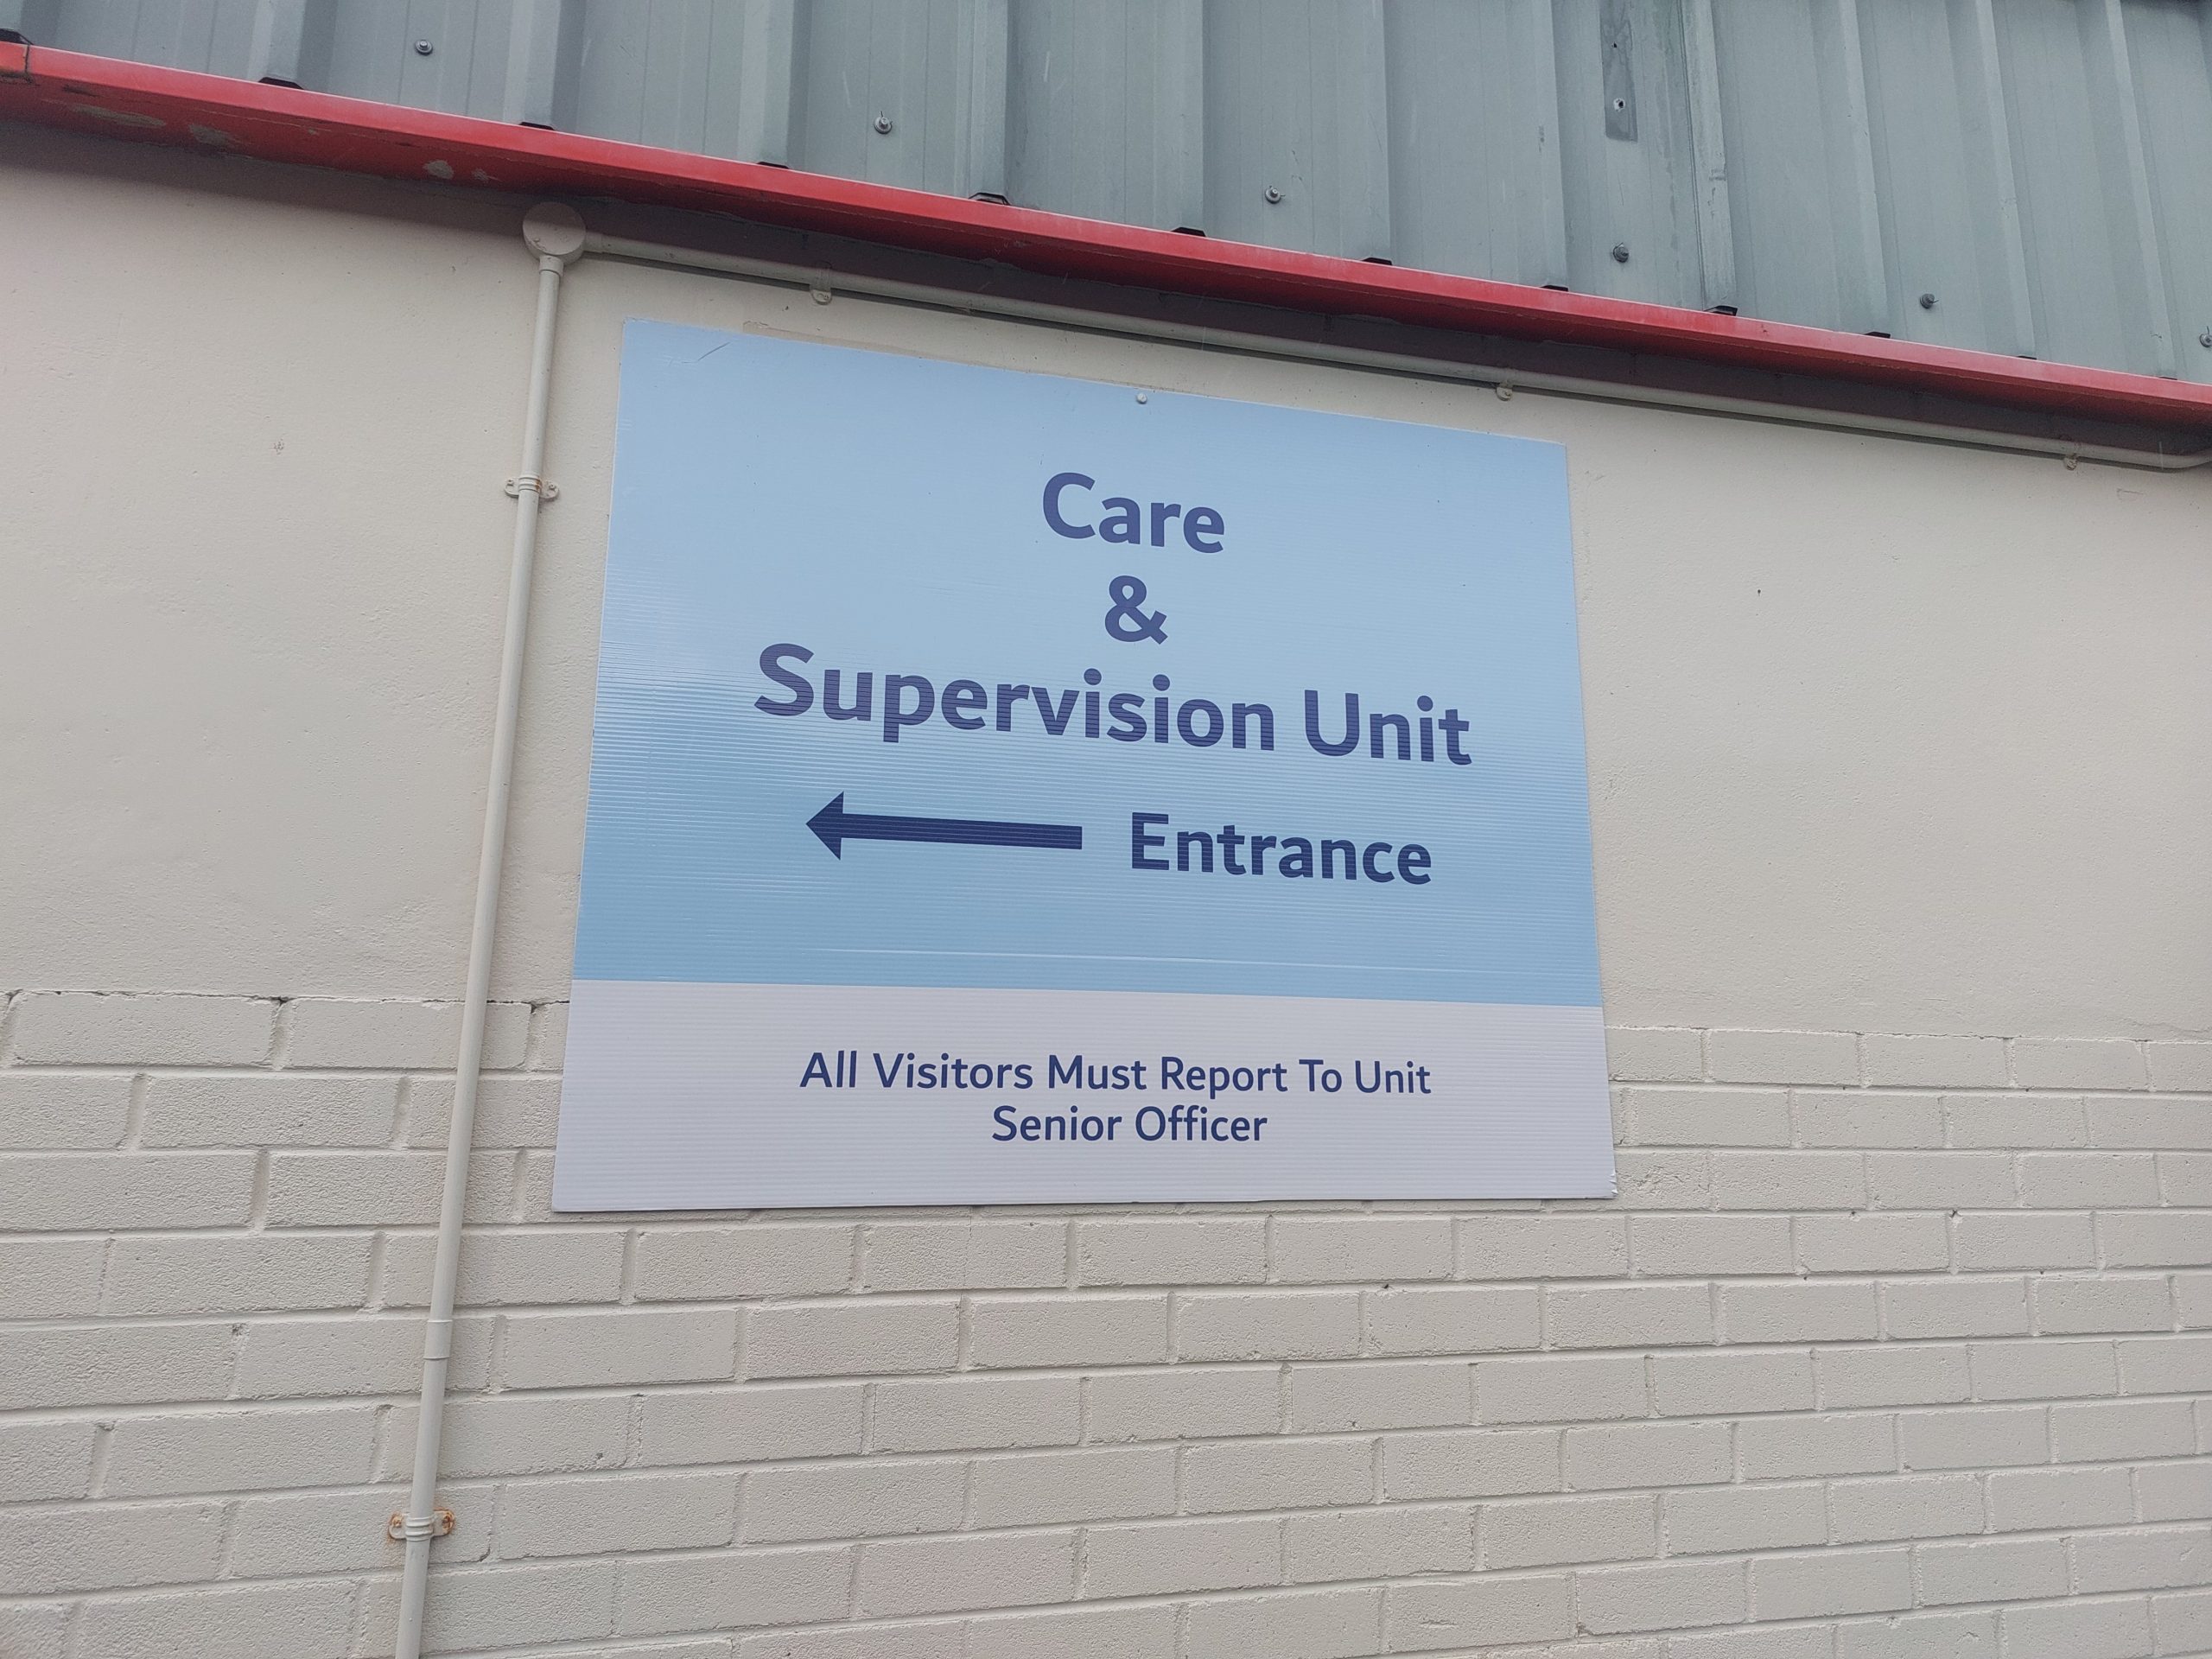 Care
&
Supervision Unit
Entrance
All Visitors Must Report To Unit
Senior Officer